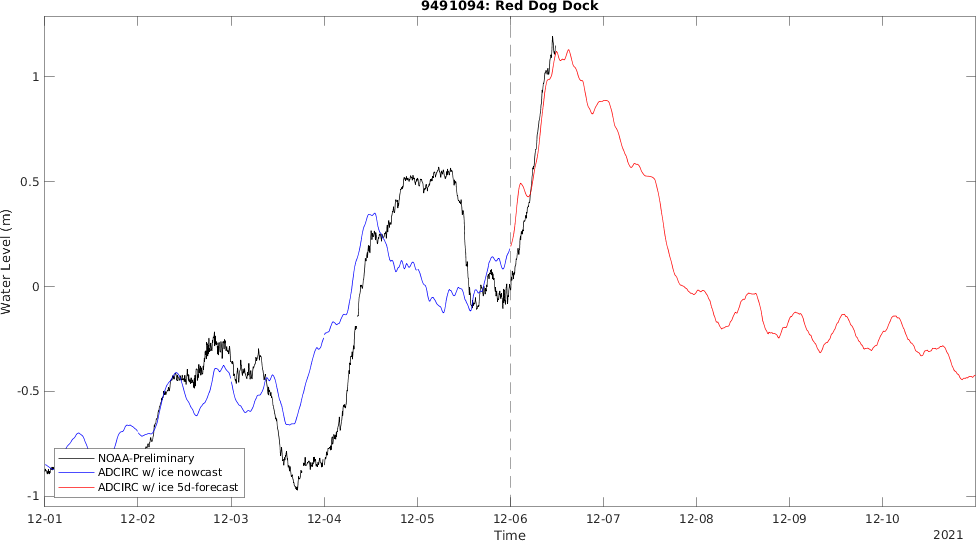 9491094: Red Dog Dock
Water Level (m)
1
0.5
0
-0.5
-1
NOAA-Preliminary
ADCIRC w/ ice nowcast
ADCIRC w/ ice 5d-forecast
12-01 12-02 12-03 12-04 12-05 12-06 12-07 12-08 12-09 12-10
Time
2021